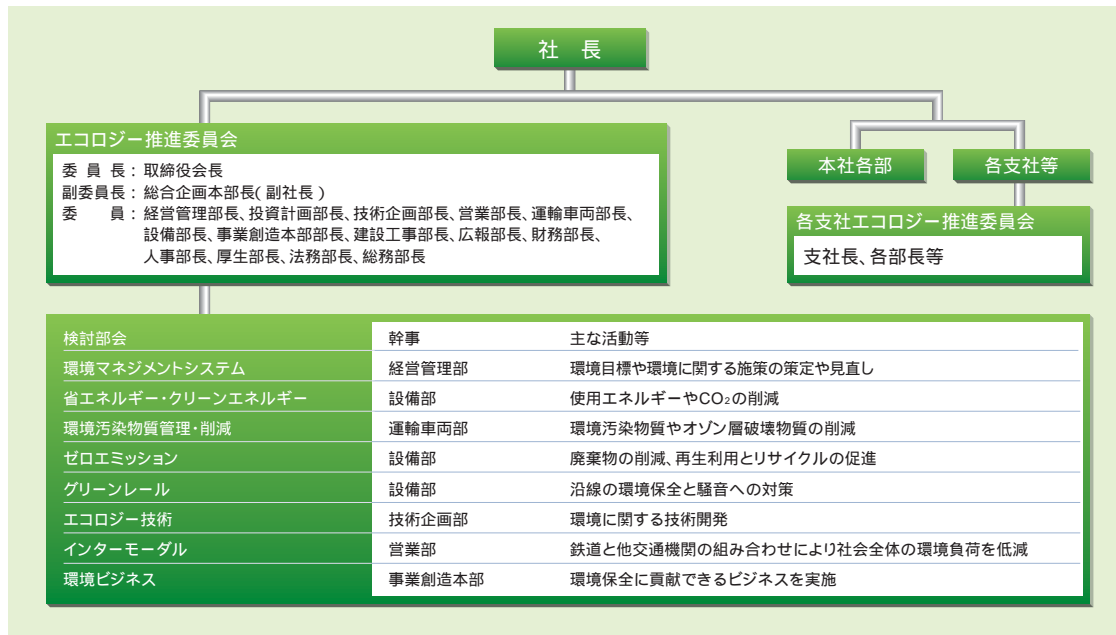 社 長
エコロジー推進委員会
委 員 長：取締役会長
副委員長：総合企画本部長(副社長)
委　　員：経営管理部長、投資計画部長、技術企画部長、営業部長、運輸車両部長、
設備部長、事業創造本部部長、建設工事部長、広報部長、財務部長、
人事部長、厚生部長、法務部長、総務部長
本社各部
各支社等
各支社エコロジー推進委員会
支社長、各部長等
検討部会 幹事 主な活動等
環境マネジメントシステム 経営管理部 環境目標や環境に関する施策の策定や見直し
省エネルギー・クリーンエネルギー 設備部 使用エネルギーやCO₂の削減
環境汚染物質管理・削減 運輸車両部 環境汚染物質やオゾン層破壊物質の削減
ゼロエミッション 設備部 廃棄物の削減、再生利用とリサイクルの促進
グリーンレール 設備部 沿線の環境保全と騒音への対策
エコロジー技術 技術企画部 環境に関する技術開発
インターモーダル 営業部 鉄道と他交通機関の組み合わせにより社会全体の環境負荷を低減
環境ビジネス 事業創造本部 環境保全に貢献できるビジネスを実施